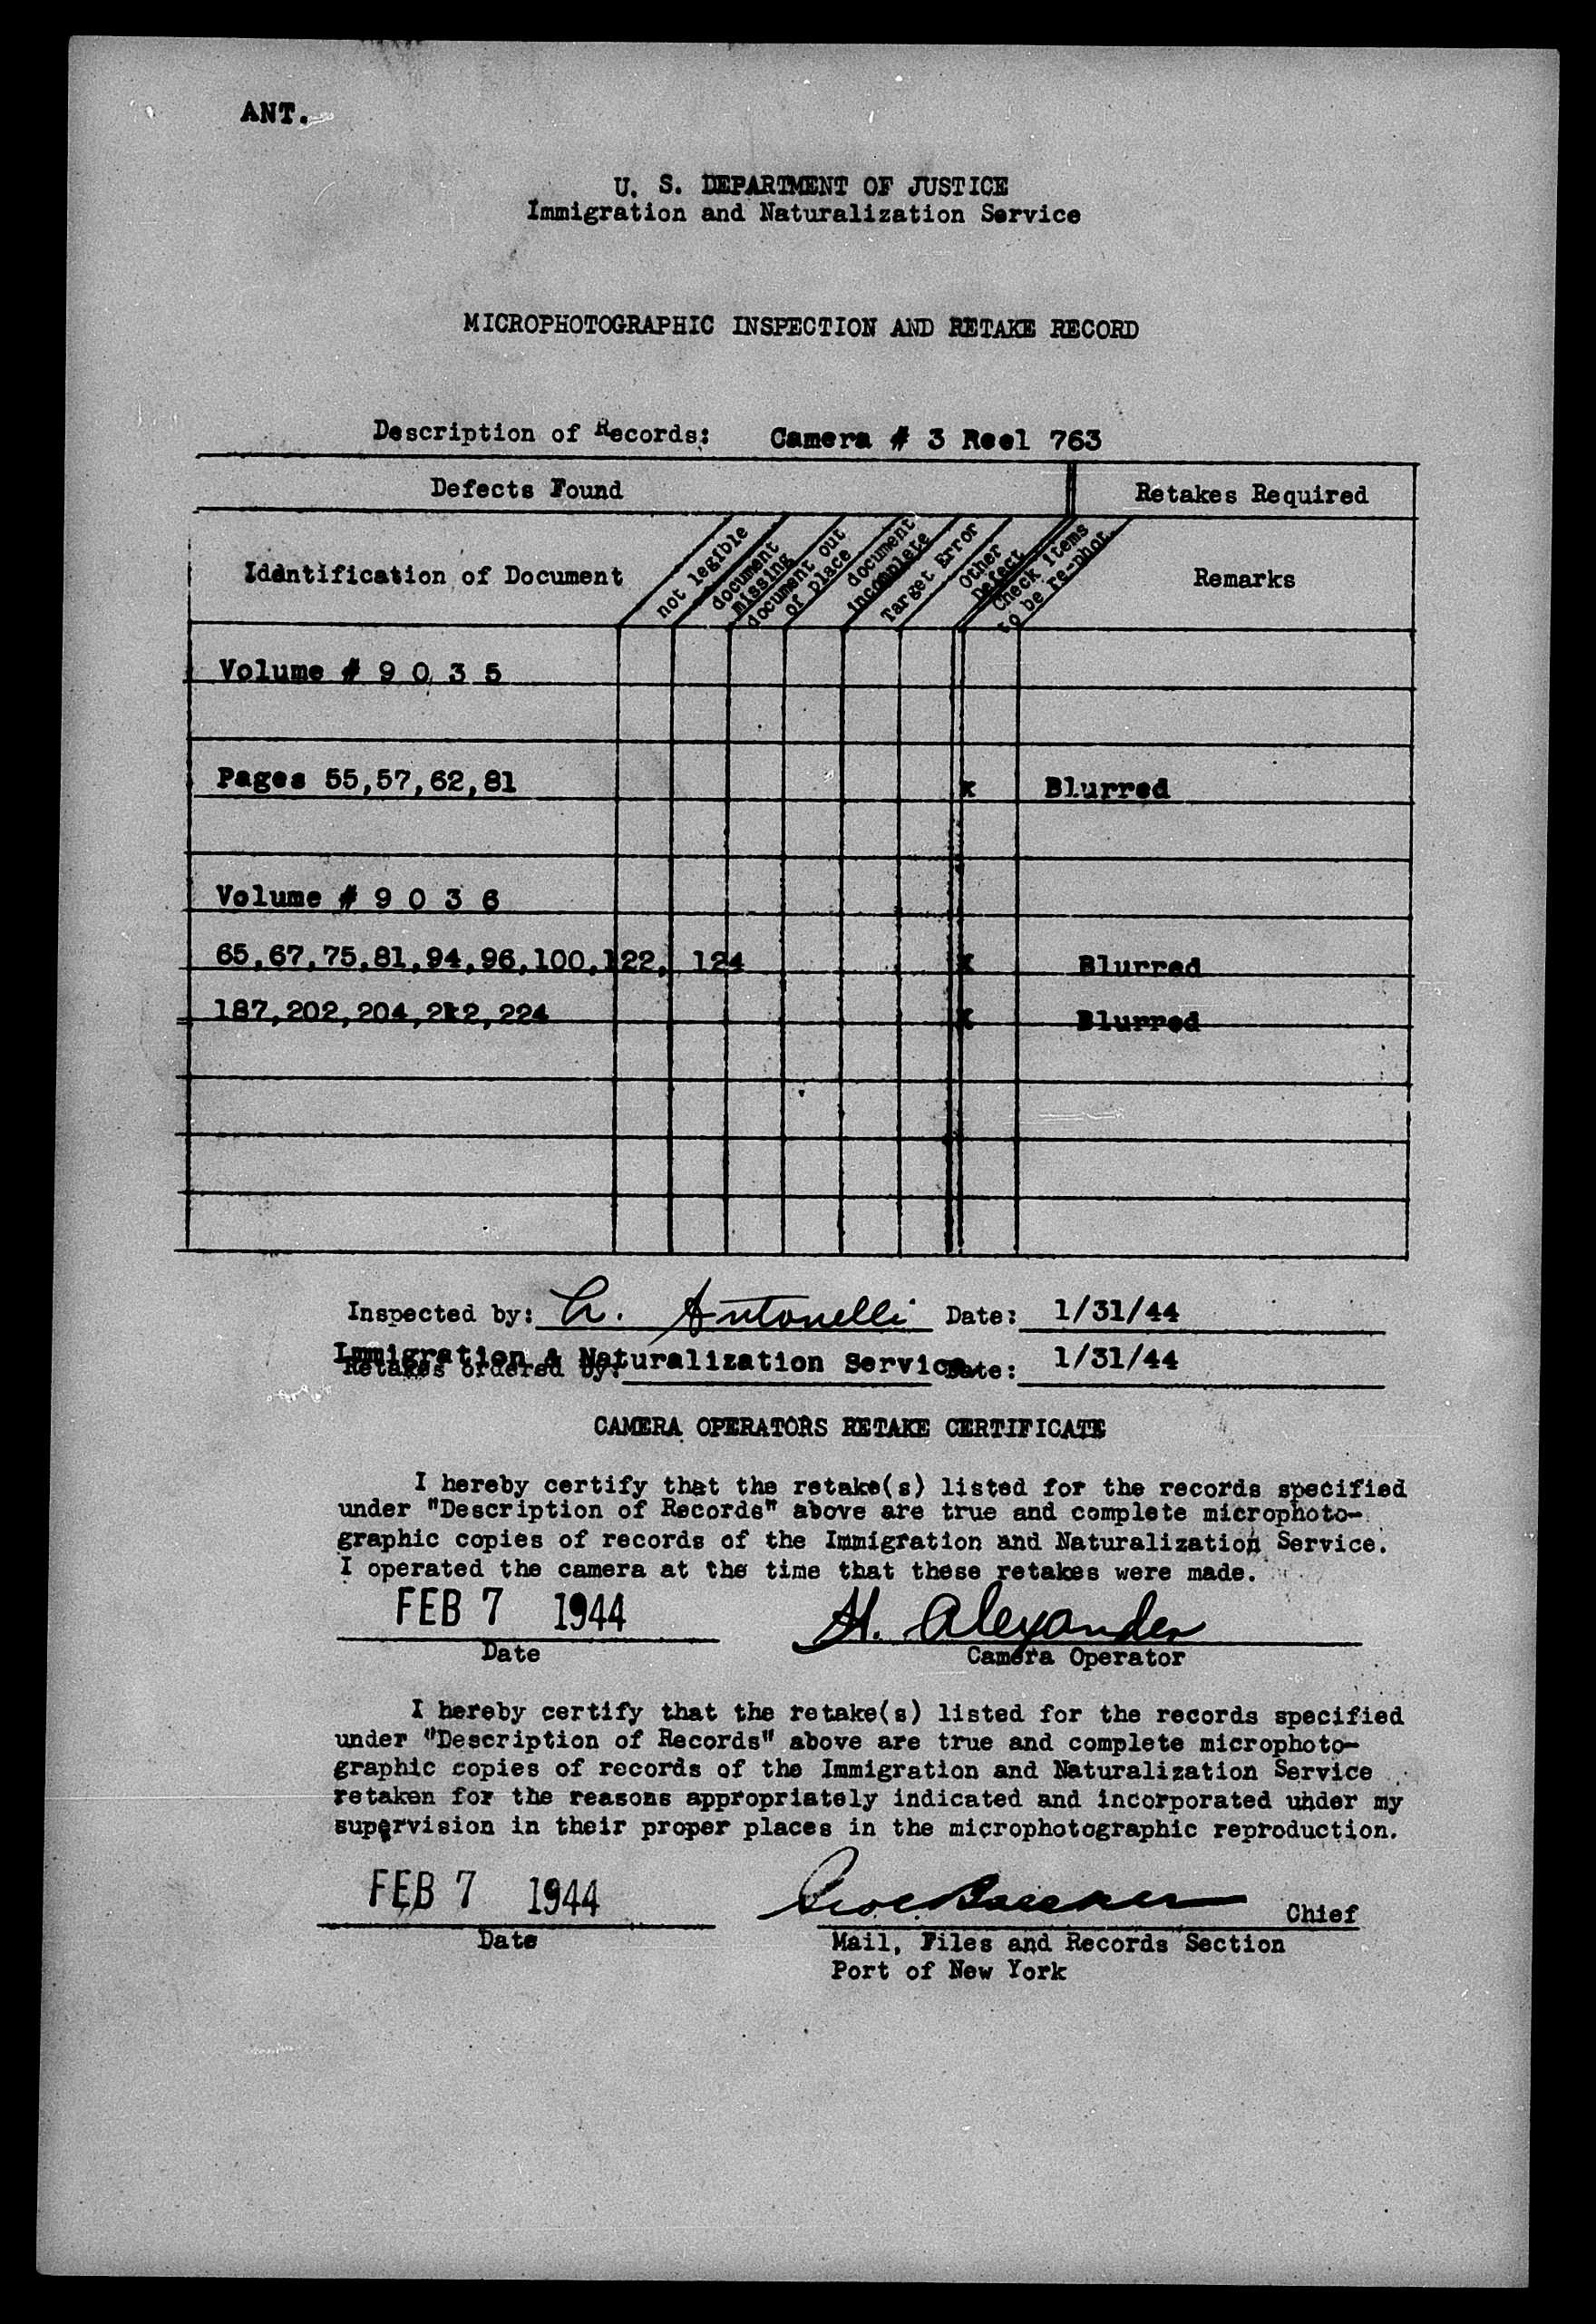 ANT.
U. S. DEPARTMENT OF JUSTICE
Immigration and Naturalization Service
MICROPHOTOGRAPHIC INSPECTION AND RETAKE RECORD
Description of Records: Camera # 3 Reel 763
Defects Found
Retakes Required
Identification of Document
not legible
document missing
document out of place
document incomplete
Target Error
Other Defect
Check items to be re-phot.
Remarks
Volume # 9 0 3 5
Pages 55,57,62,81 x Blurred
Volume # 9 0 3 6
65,67,75,81,94,96,100,122, 124 x Blurred
187,202,204,212,224 x Blurred
Inspected by: Antonelli Date: 1/31/44
Immigration & Naturalization Service
Retakes ordered by: Date: 1/31/44
CAMERA OPERATORS RETAKE CERTIFICATE
I hereby certify that the retake(s) listed for the records specified
under "Description of Records" above are true and complete microphoto-
graphic copies of records of the Immigration and Naturalization Service.
I operated the camera at the time that these retakes were made.
FEB 7 1944 H. Alexander
Date Camera Operator
I hereby certify that the retake(s) listed for the records specified
under "Description of Records" above are true and complete microphoto-
graphic copies of records of the Immigration and Naturalization Service
retaken for the reasons appropriately indicated and incorporated under my
supervision in their proper places in the microphotographic reproduction.
FEB 7 1944 Chief
Date Mail, Files and Records Section
Port of New York